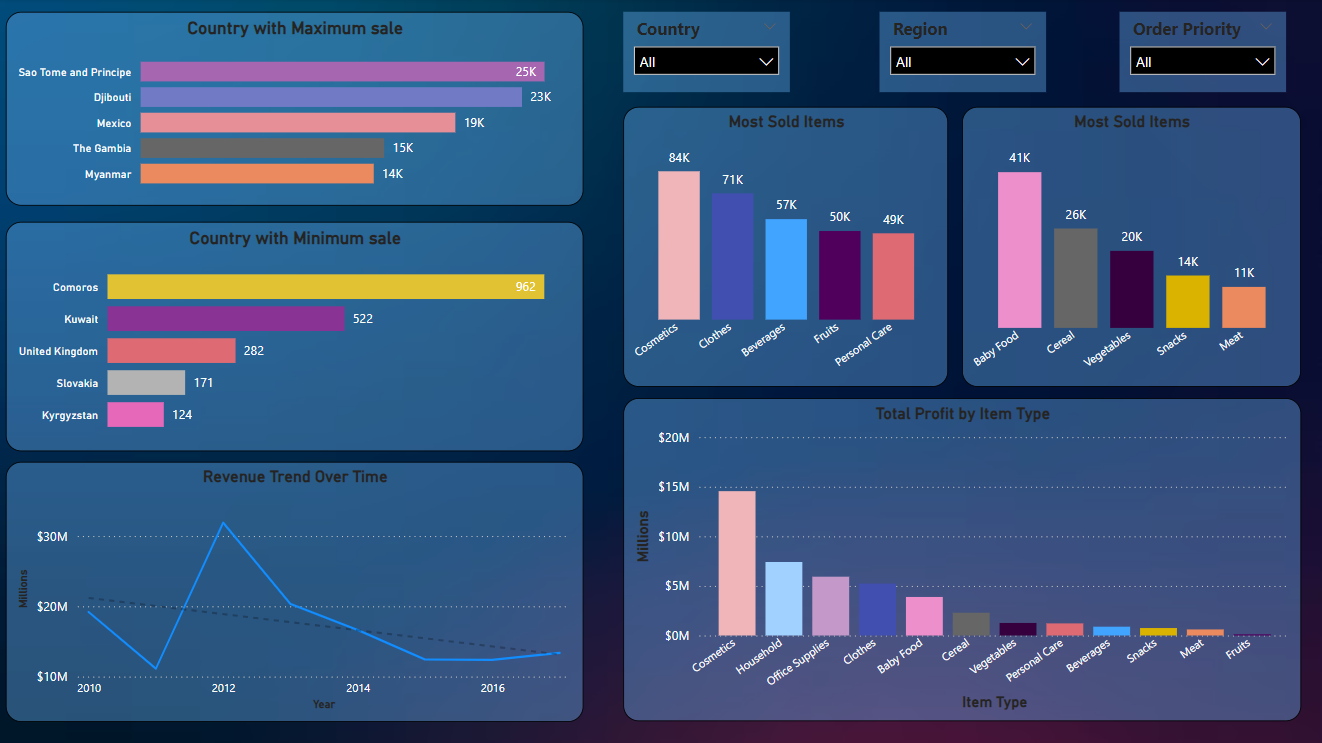 Country with Maximum sale
Sao Tome and Principe 25K
Djibouti 23K
Mexico 19K
The Gambia 15K
Myanmar 14K
Country with Minimum sale
Comoros 962
Kuwait 522
United Kingdom 282
Slovakia 171
Kyrgyzstan 124
Revenue Trend Over Time
Millions
$30M
$20M
$10M
2010 2012 2014 2016
Year
Country
All
Region
All
Order Priority
All
Most Sold Items
84K 71K 57K 50K 49K
Cosmetics Clothes Beverages Fruits Personal Care
Most Sold Items
41K 26K 20K 14K 11K
Baby Food Cereal Vegetables Snacks Meat
Total Profit by Item Type
Millions
$20M
$15M
$10M
$5M
$0M
Cosmetics Household Office Supplies Clothes Baby Food Cereal Vegetables Personal Care Beverages Snacks Meat Fruits
Item Type